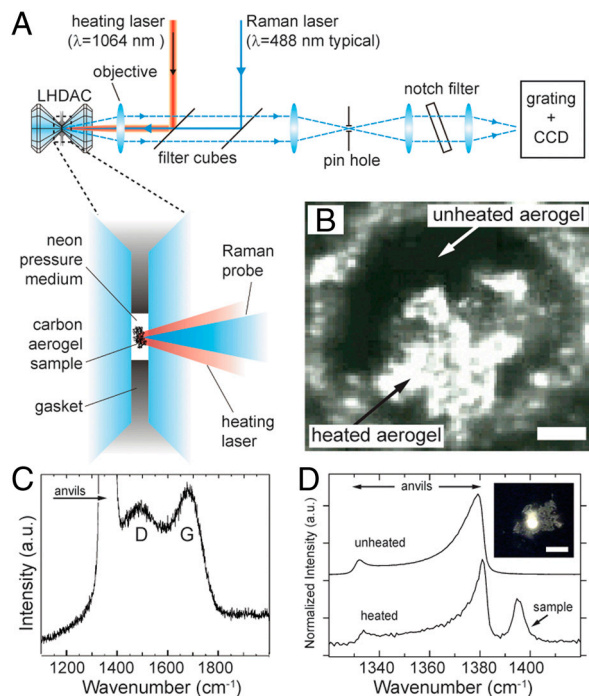 A
heating laser
(λ=1064 nm )
Raman laser
(λ=488 nm typical)
LHDAC
objective
filter cubes
pin hole
notch filter
grating
+
CCD
neon
pressure
medium
carbon
aerogel
sample
gasket
Raman
probe
heating
laser
B
unheated aerogel
heated aerogel
C
anvils
D
G
Intensity (a.u.)
1200 1400 1600 1800
Wavenumber (cm⁻¹)
D
anvils
unheated
heated
sample
Normalized Intensity (a.u.)
1340 1360 1380 1400
Wavenumber (cm⁻¹)